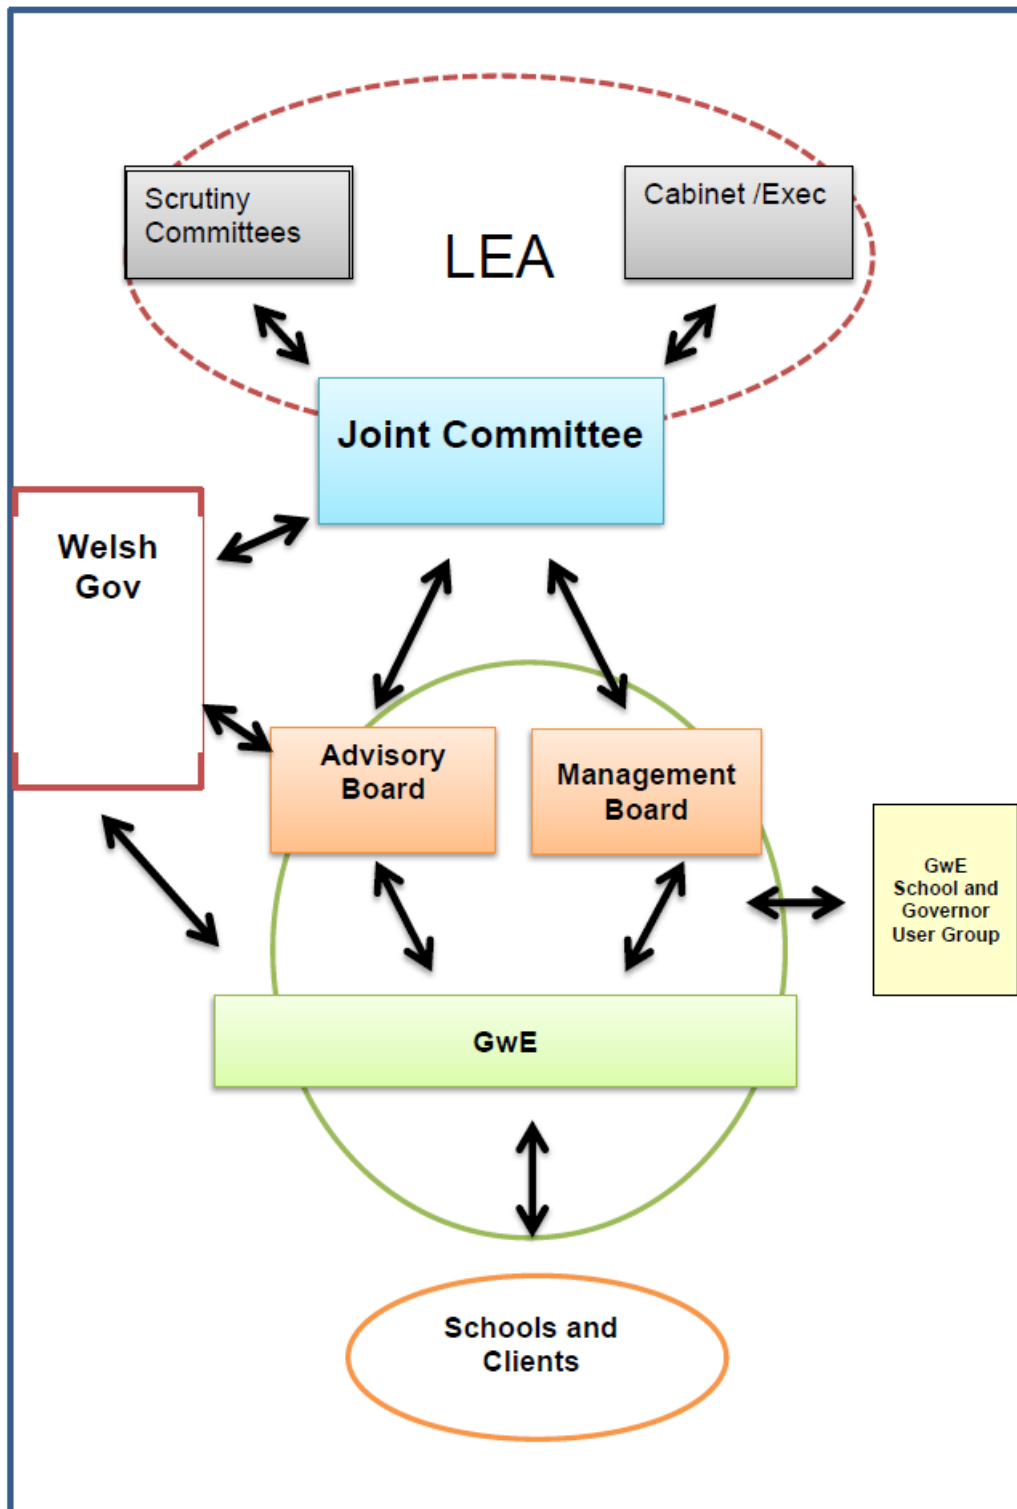 Scrutiny
Committees
Cabinet /Exec
LEA
Joint Committee
Welsh
Gov
Advisory
Board
Management
Board
GwE
School and
Governor
User Group
GwE
Schools and
Clients